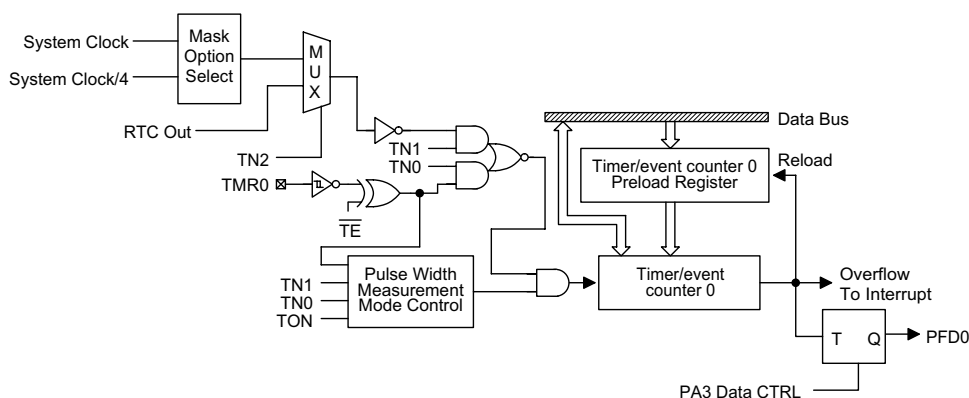 System Clock
System Clock/4
Mask
Option
Select
M
U
X
RTC Out
TN2
TMR0
TE
TN1
TN0
Data Bus
Timer/event counter 0
Preload Register
Reload
TN1
TN0
TON
Pulse Width
Measurement
Mode Control
Timer/event
counter 0
Overflow
To Interrupt
T Q
PFD0
PA3 Data CTRL